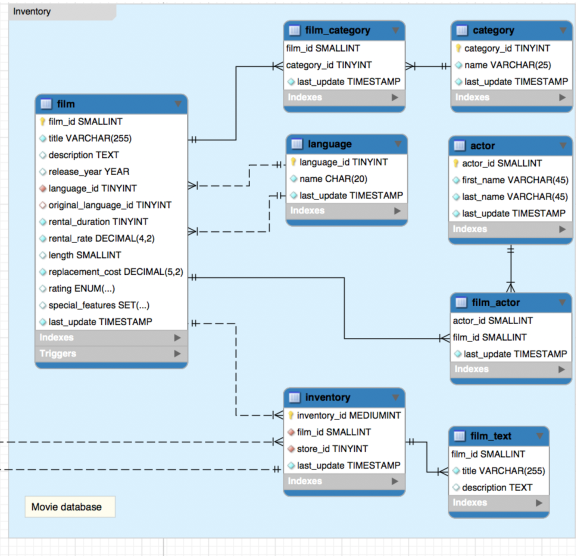 Inventory
film
film_id SMALLINT
title VARCHAR(255)
description TEXT
release_year YEAR
language_id TINYINT
original_language_id TINYINT
rental_duration TINYINT
rental_rate DECIMAL(4,2)
length SMALLINT
replacement_cost DECIMAL(5,2)
rating ENUM(...)
special_features SET(...)
last_update TIMESTAMP
Indexes
Triggers
film_category
film_id SMALLINT
category_id TINYINT
last_update TIMESTAMP
Indexes
category
category_id TINYINT
name VARCHAR(25)
last_update TIMESTAMP
Indexes
language
language_id TINYINT
name CHAR(20)
last_update TIMESTAMP
Indexes
actor
actor_id SMALLINT
first_name VARCHAR(45)
last_name VARCHAR(45)
last_update TIMESTAMP
Indexes
film_actor
actor_id SMALLINT
film_id SMALLINT
last_update TIMESTAMP
Indexes
inventory
inventory_id MEDIUMINT
film_id SMALLINT
store_id TINYINT
last_update TIMESTAMP
Indexes
film_text
film_id SMALLINT
title VARCHAR(255)
description TEXT
Indexes
Movie database